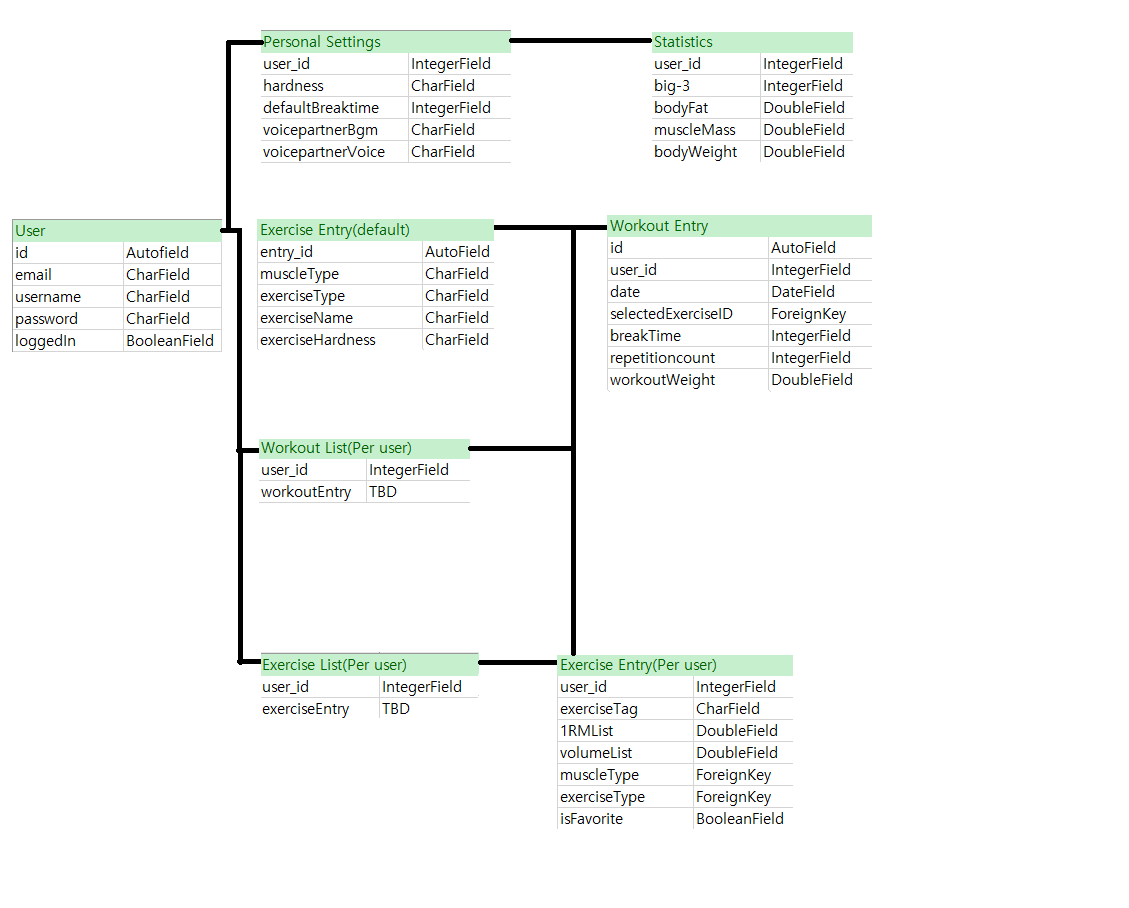 Personal Settings
user_id IntegerField
hardness CharField
defaultBreaktime IntegerField
voicepartnerBgm CharField
voicepartnerVoice CharField
Statistics
user_id IntegerField
big-3 IntegerField
bodyFat DoubleField
muscleMass DoubleField
bodyWeight DoubleField
User
id Autofield
email CharField
username CharField
password CharField
loggedIn BooleanField
Exercise Entry(default)
entry_id AutoField
muscleType CharField
exerciseType CharField
exerciseName CharField
exerciseHardness CharField
Workout Entry
id AutoField
user_id IntegerField
date DateField
selectedExerciseID ForeignKey
breakTime IntegerField
repetitioncount IntegerField
workoutWeight DoubleField
Workout List(Per user)
user_id IntegerField
workoutEntry TBD
Exercise List(Per user)
user_id IntegerField
exerciseEntry TBD
Exercise Entry(Per user)
user_id IntegerField
exerciseTag CharField
1RMList DoubleField
volumeList DoubleField
muscleType ForeignKey
exerciseType ForeignKey
isFavorite BooleanField